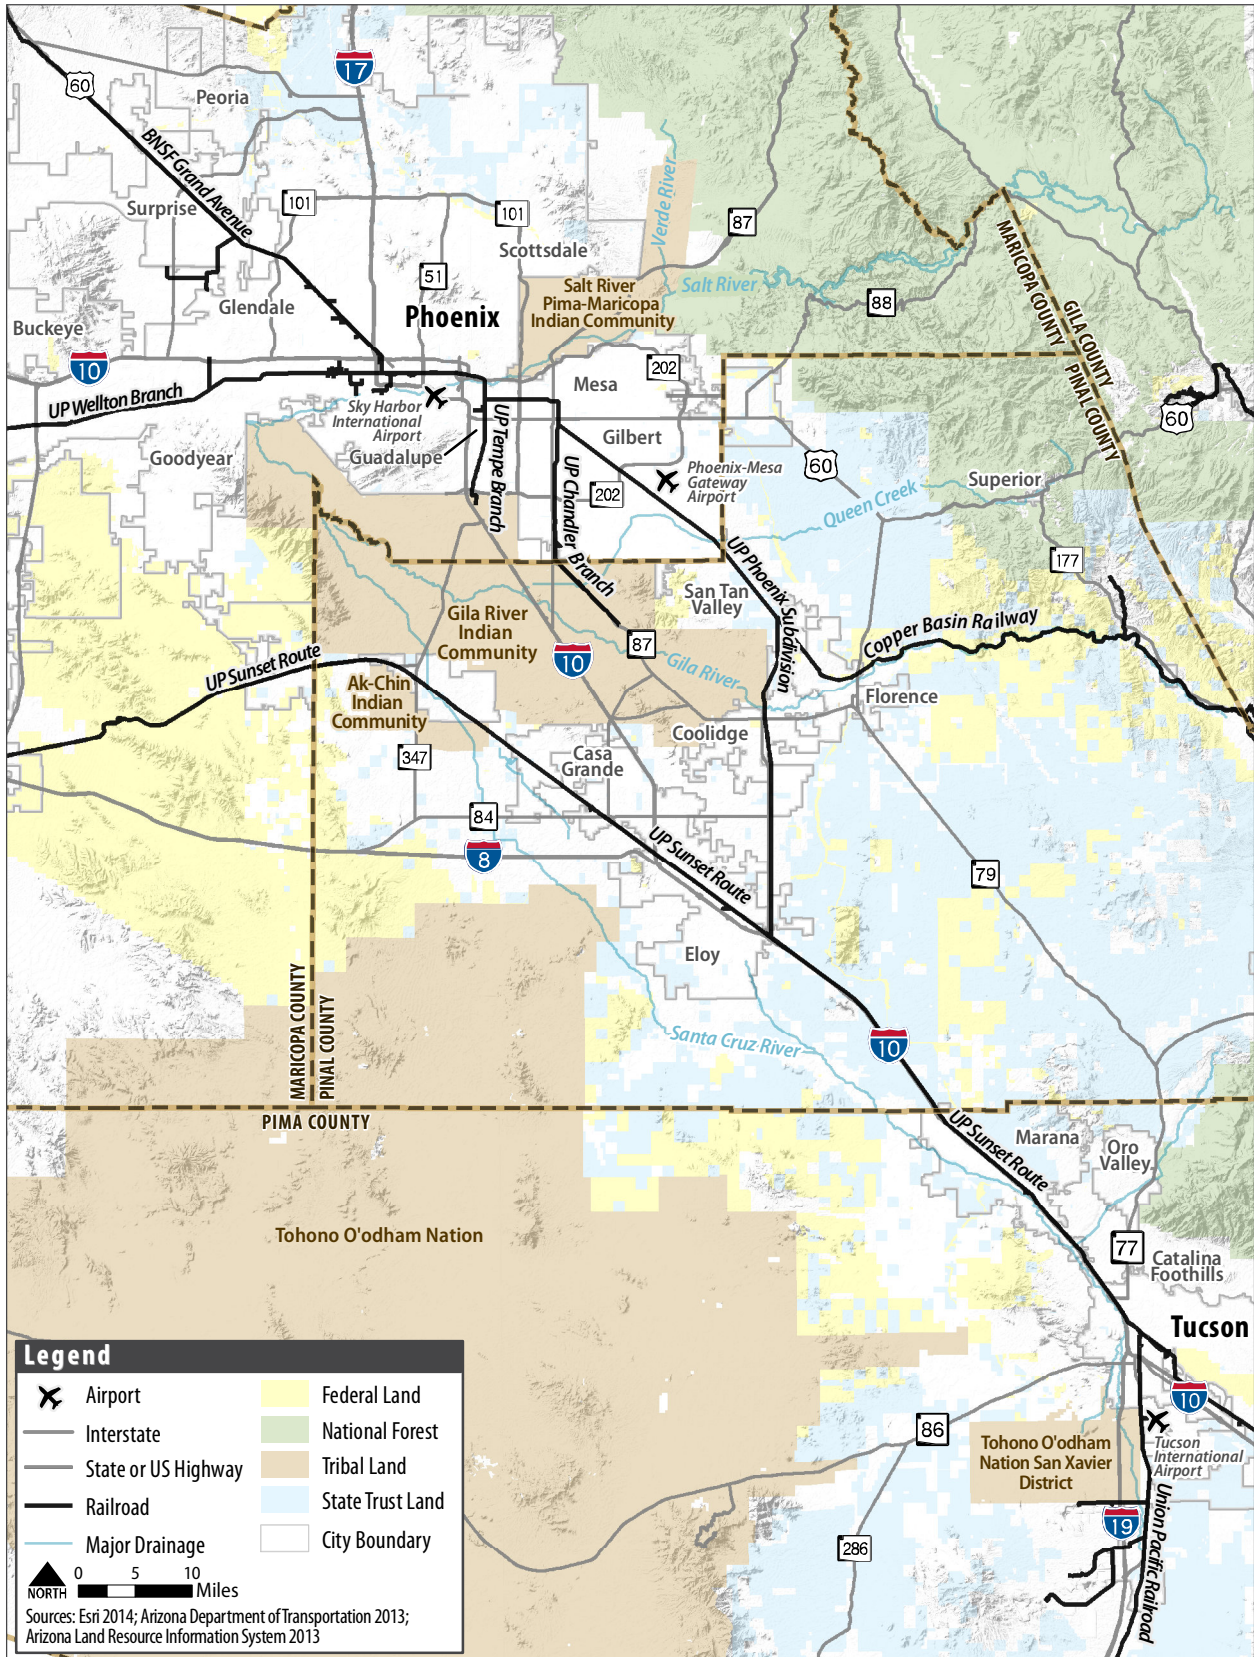 17
60
Peoria
BNSF Grand Avenue
Surprise
101
101
Verde River
87
Scottsdale
51
Salt River
Pima-Maricopa
Indian Community
Salt River
88
MARICOPA COUNTY
GILA COUNTY
PINAL COUNTY
Glendale
Phoenix
Buckeye
10
202
Mesa
60
UP Wellton Branch
Sky Harbor
International
Airport
Guadalupe
UP Tempe Branch
Gilbert
Goodyear
UP Chandler Branch
202
Phoenix-Mesa
Gateway
Airport
60
Superior
Queen Creek
177
UP Phoenix Subdivision
San Tan
Valley
Gila River
Indian
Community
87
10
Gila River
Copper Basin Railway
Florence
UP Sunset Route
Ak-Chin
Indian
Community
347
Casa
Grande
Coolidge
84
8
UP Sunset Route
79
Eloy
MARICOPA COUNTY
PINAL COUNTY
Santa Cruz River
10
PIMA COUNTY
UP Sunset Route
Marana
Oro
Valley
Tohono O'odham Nation
77
Catalina
Foothills
Tucson
10
86
Tohono O'odham
Nation San Xavier
District
Tucson
International
Airport
19
Union Pacific Railroad
286
Legend
Airport
Interstate
State or US Highway
Railroad
Major Drainage
Federal Land
National Forest
Tribal Land
State Trust Land
City Boundary
NORTH
0 5 10
Miles
Sources: Esri 2014; Arizona Department of Transportation 2013;
Arizona Land Resource Information System 2013